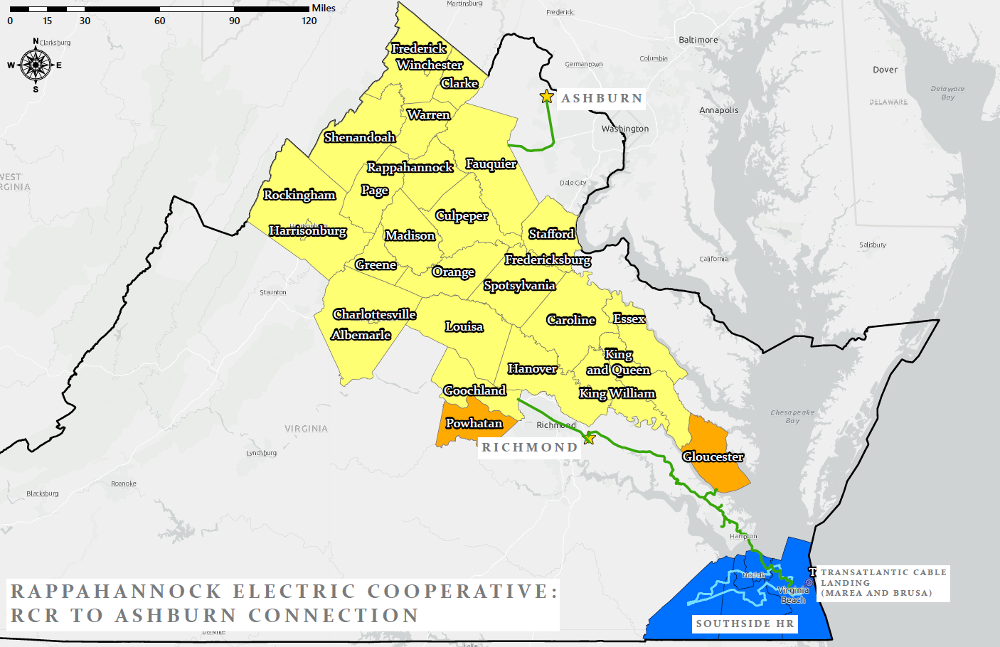 Miles
0 15 30 60 90 120
N
W E
S
Clarksburg
Martinsburg
Frederick
Baltimore
Columbia
Germantown
Dover
Delaware
Bay
DELAWARE
Annapolis
Washington
Frederick
Winchester
Clarke
ASHBURN
Warren
Shenandoah
Rappahannock
Fauquier
Page
Rockingham
Dale City
Culpeper
Harrisonburg
Madison
Stafford
Salisbury
California
Fredericksburg
Greene
Orange
Spotsylvania
Staunton
Charlottesville
Albemarle
Louisa
Caroline
Essex
King
and Queen
Hanover
King William
Goochland
Powhatan
Richmond
RICHMOND
Gloucester
Chesapeake
Bay
VIRGINIA
Lynchburg
Roanoke
Blacksburg
Hampton
Norfolk
Virginia
Beach
T
TRANSATLANTIC CABLE
LANDING
(MAREA AND BRUSA)
SOUTHSIDE HR
RAPPAHANNOCK ELECTRIC COOPERATIVE:
RCR TO ASHBURN CONNECTION